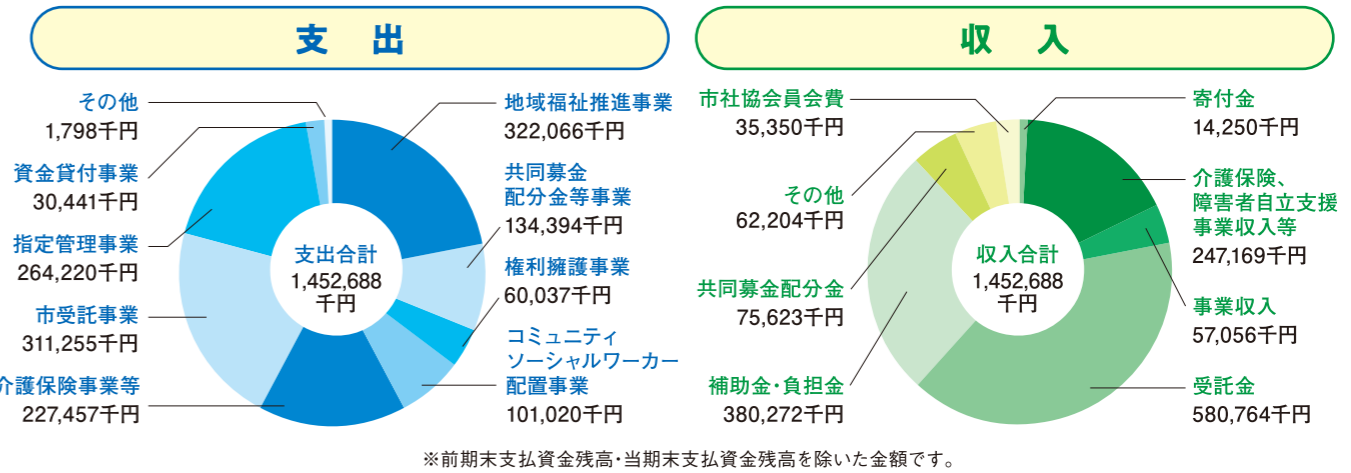 支 出
その他
1,798千円
資金貸付事業
30,441千円
指定管理事業
264,220千円
市受託事業
311,255千円
介護保険事業等
227,457千円
地域福祉推進事業
322,066千円
共同募金
配分金等事業
134,394千円
権利擁護事業
60,037千円
コミュニティ
ソーシャルワーカー
配置事業
101,020千円
支出合計
1,452,688
千円
収 入
市社協会員会費
35,350千円
その他
62,204千円
共同募金配分金
75,623千円
補助金・負担金
380,272千円
寄付金
14,250千円
介護保険、
障害者自立支援
事業収入等
247,169千円
事業収入
57,056千円
受託金
580,764千円
収入合計
1,452,688
千円
※前期末支払資金残高・当期末支払資金残高を除いた金額です。